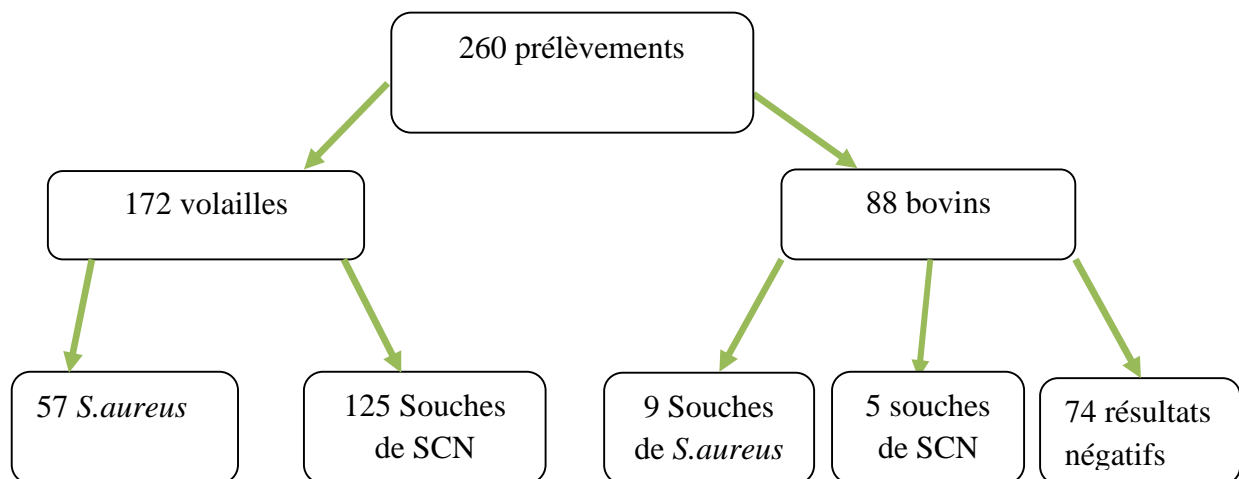 260 prélèvements
172 volailles
88 bovins
57 S.aureus
125 Souches
de SCN
9 Souches
de S.aureus
5 souches
de SCN
74 résultats
négatifs